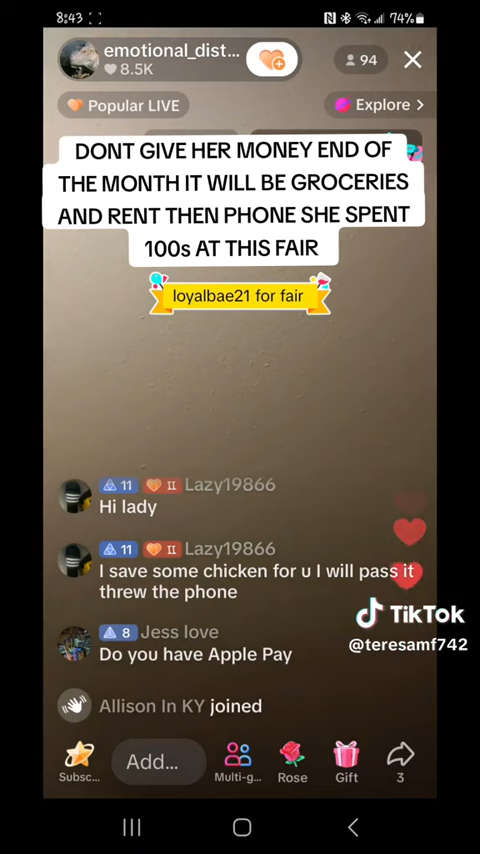 8:43
74%
emotional_dist...
8.5K
94
Popular LIVE
Explore >
DONT GIVE HER MONEY END OF
THE MONTH IT WILL BE GROCERIES
AND RENT THEN PHONE SHE SPENT
100s AT THIS FAIR
loyalbae21 for fair
11 II Lazy19866
Hi lady
11 II Lazy19866
I save some chicken for u I will pass it
threw the phone
8 Jess love
Do you have Apple Pay
TikTok
@teresamf742
Allison In KY joined
Subsc...
Add...
Multi-g...
Rose
Gift
3